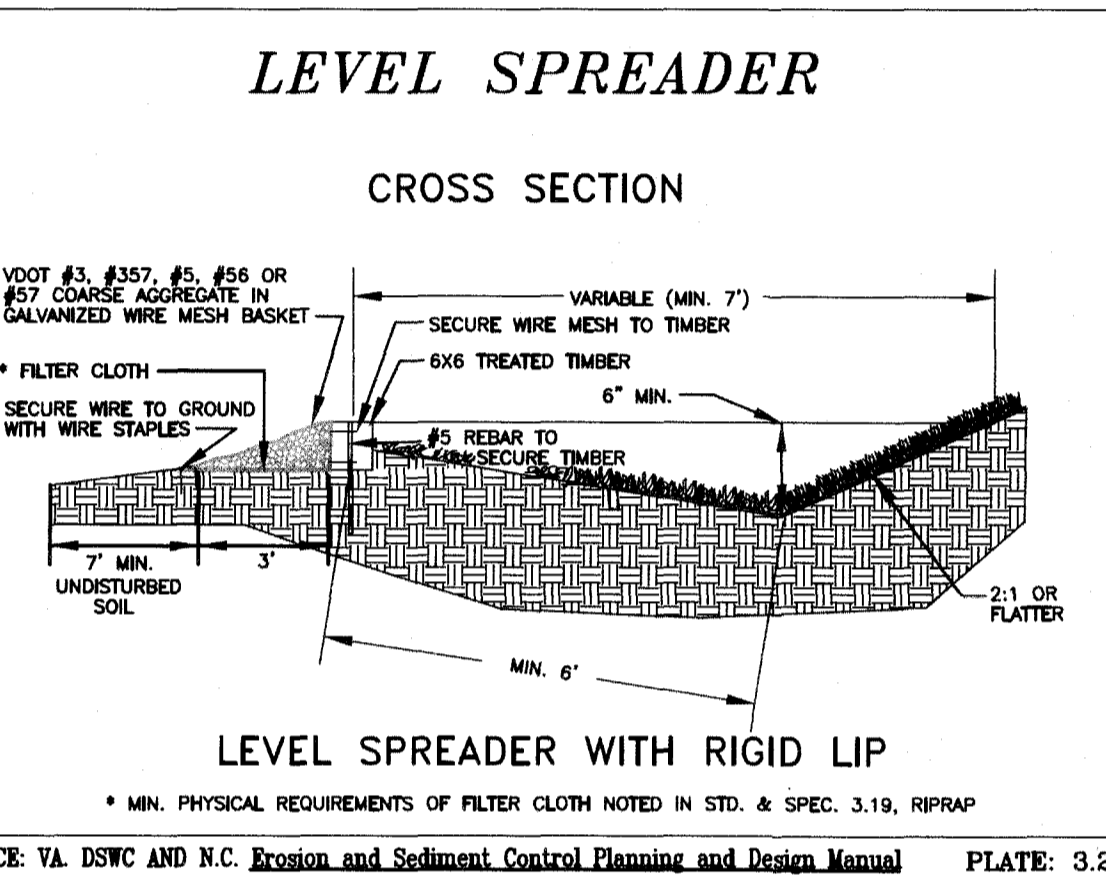 LEVEL SPREADER
CROSS SECTION
VDOT #3, #357, #5, #56 OR
#57 COARSE AGGREGATE IN
GALVANIZED WIRE MESH BASKET
VARIABLE (MIN. 7')
SECURE WIRE MESH TO TIMBER
* FILTER CLOTH
6X6 TREATED TIMBER
6" MIN.
SECURE WIRE TO GROUND
WITH WIRE STAPLES
#5 REBAR TO
SECURE TIMBER
7' MIN.
UNDISTURBED
SOIL
3'
2:1 OR
FLATTER
MIN. 6'
LEVEL SPREADER WITH RIGID LIP
* MIN. PHYSICAL REQUIREMENTS OF FILTER CLOTH NOTED IN STD. & SPEC. 3.19, RIPRAP
CE: VA. DSWC AND N.C. Erosion and Sediment Control Planning and Design Manual PLATE: 3.2